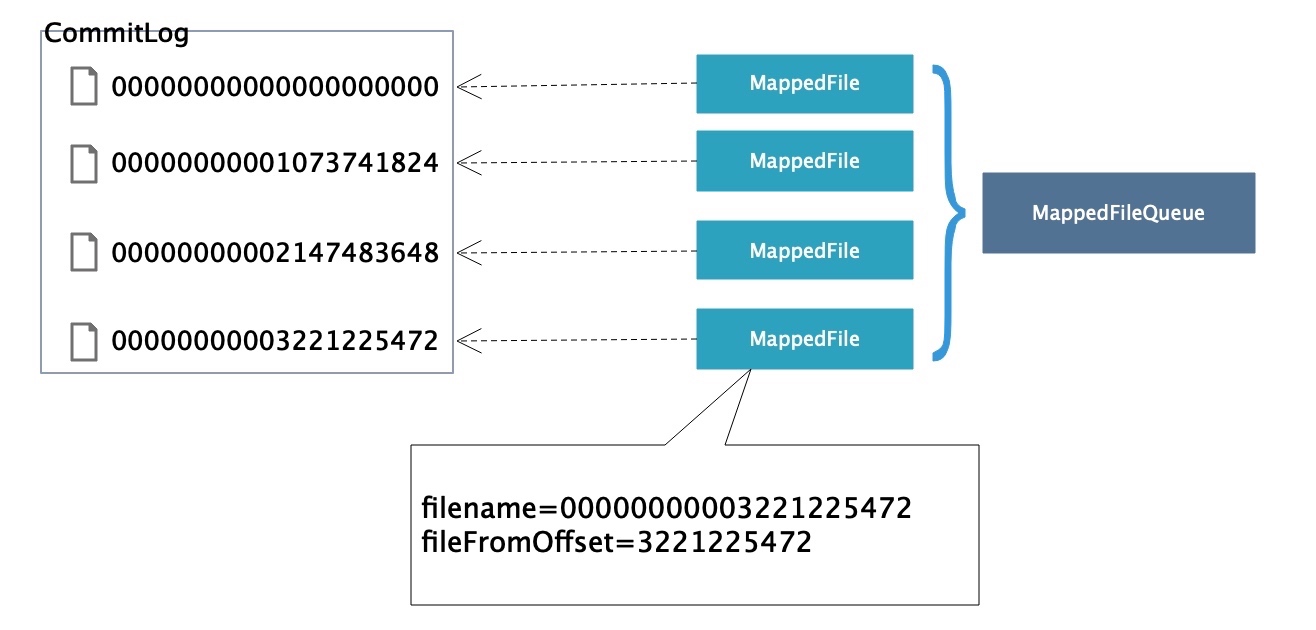 CommitLog
00000000000000000000
MappedFile
00000000001073741824
MappedFile
MappedFileQueue
00000000002147483648
MappedFile
00000000003221225472
MappedFile
filename=00000000003221225472
fileFromOffset=3221225472